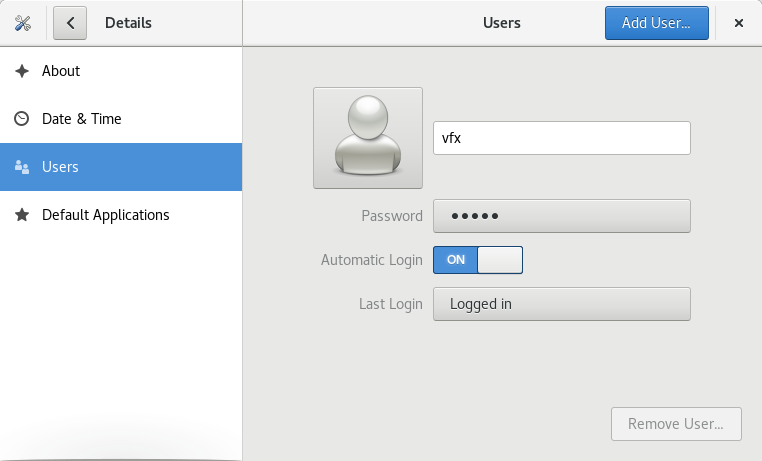 Details
Users
Add User...
About
Date & Time
Users
Default Applications
vfx
Password
•••••
Automatic Login
ON
Last Login
Logged in
Remove User...